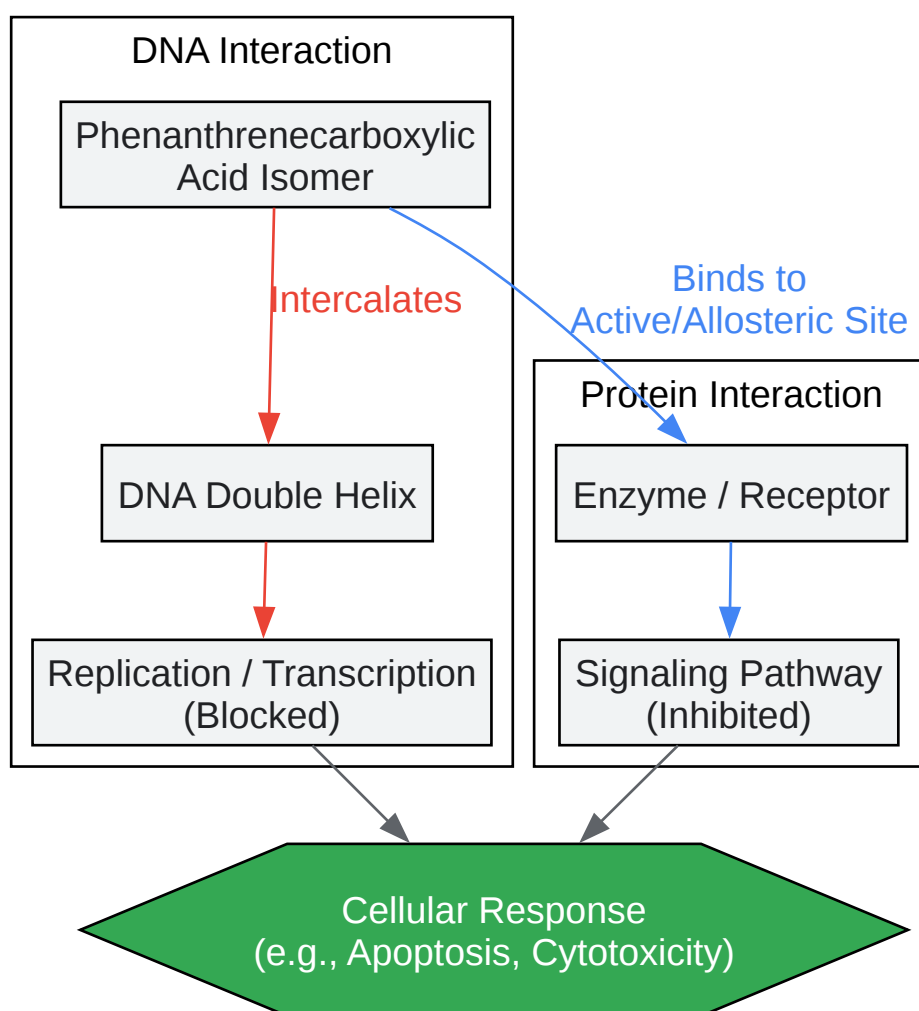 DNA Interaction
Phenanthrenecarboxylic
Acid Isomer
Intercalates
Binds to
Active/Allosteric Site
Protein Interaction
DNA Double Helix
Enzyme / Receptor
Replication / Transcription
(Blocked)
Signaling Pathway
(Inhibited)
Cellular Response
(e.g., Apoptosis, Cytotoxicity)